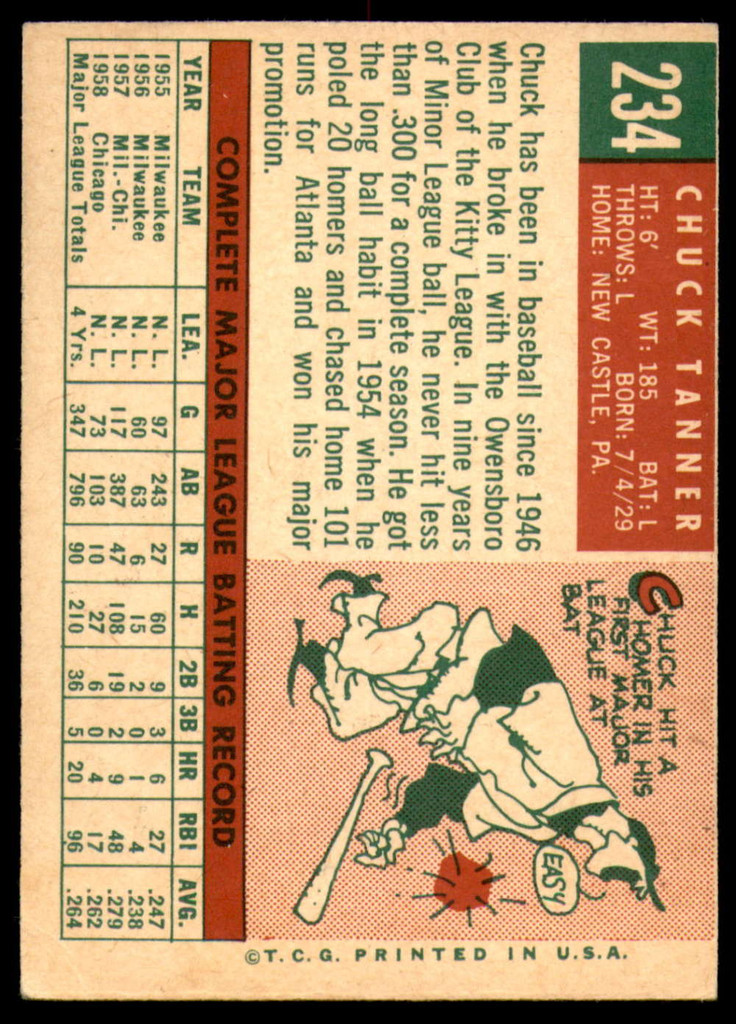 234
CHUCK TANNER
HT: 6' WT: 185 BAT: L
THROWS: L BORN: 7/4/29
HOME: NEW CASTLE, PA.
Chuck has been in baseball since 1946
when he broke in with the Owensboro
Club of the Kitty League. In nine years
of Minor League ball, he never hit less
than .300 for a complete season. He got
the long ball habit in 1954 when he
poled 20 homers and chased home 101
runs for Atlanta and won his major
promotion.
CHUCK HIT A
HOMER IN HIS
FIRST MAJOR
LEAGUE AT
BAT
EASY
COMPLETE MAJOR LEAGUE BATTING RECORD
YEAR TEAM LEA. G AB R H 2B 3B HR RBI AVG.
1955 Milwaukee N. L. 97 243 27 60 9 3 6 27 .247
1956 Milwaukee N. L. 60 63 6 15 2 0 1 4 .238
1957 Mil.-Chi. N. L. 117 387 47 108 19 2 9 48 .279
1958 Chicago N. L. 73 103 10 27 6 0 4 17 .262
Major League Totals 4 Yrs. 347 796 90 210 36 5 20 96 .264
©T.C.G. PRINTED IN U.S.A.